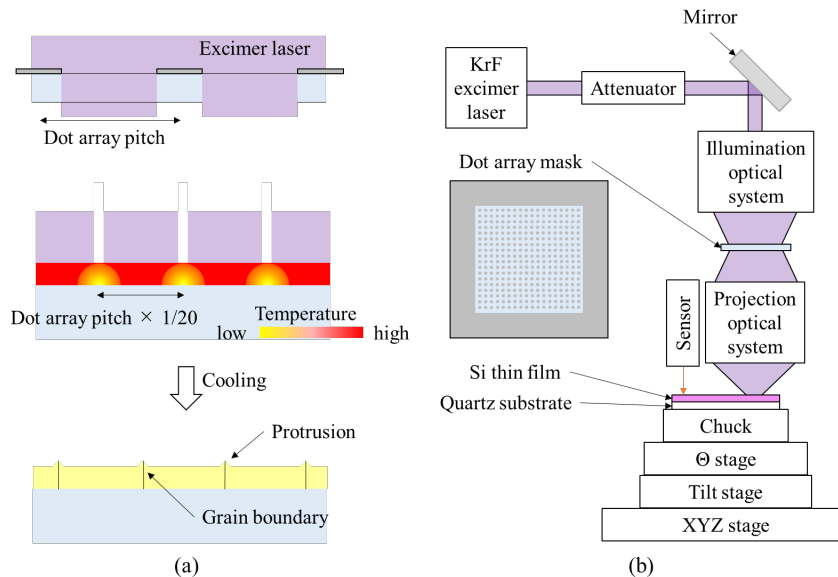 Excimer laser
Dot array pitch
Dot array pitch × 1/20
Temperature
low
high
Cooling
Protrusion
Grain boundary
(a)
Mirror
KrF
excimer
laser
Attenuator
Illumination
optical
system
Dot array mask
Projection
optical
system
Sensor
Si thin film
Quartz substrate
Chuck
Θ stage
Tilt stage
XYZ stage
(b)